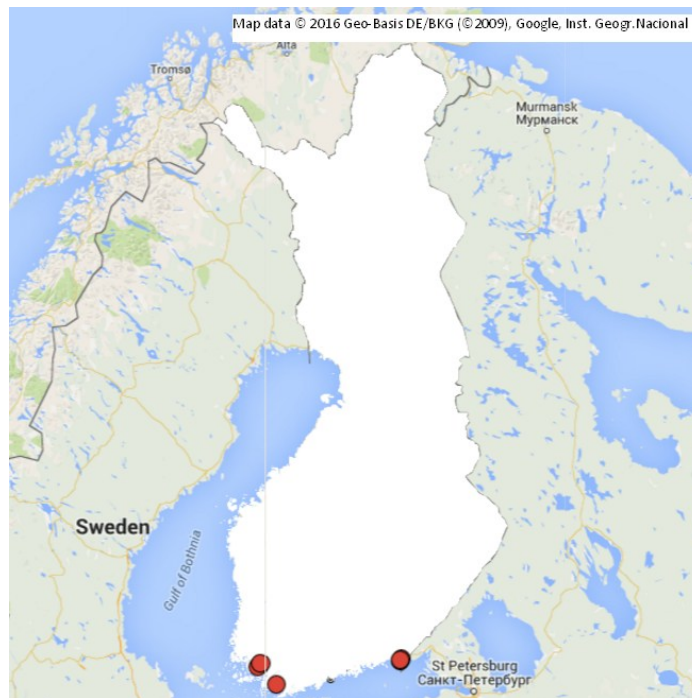 Map data © 2016 Geo-Basis DE/BKG (©2009), Google, Inst. Geogr.Nacional
Alta
Tromsø
Murmansk
Мурманск
Sweden
Gulf of Bothnia
St Petersburg
Санкт-Петербург